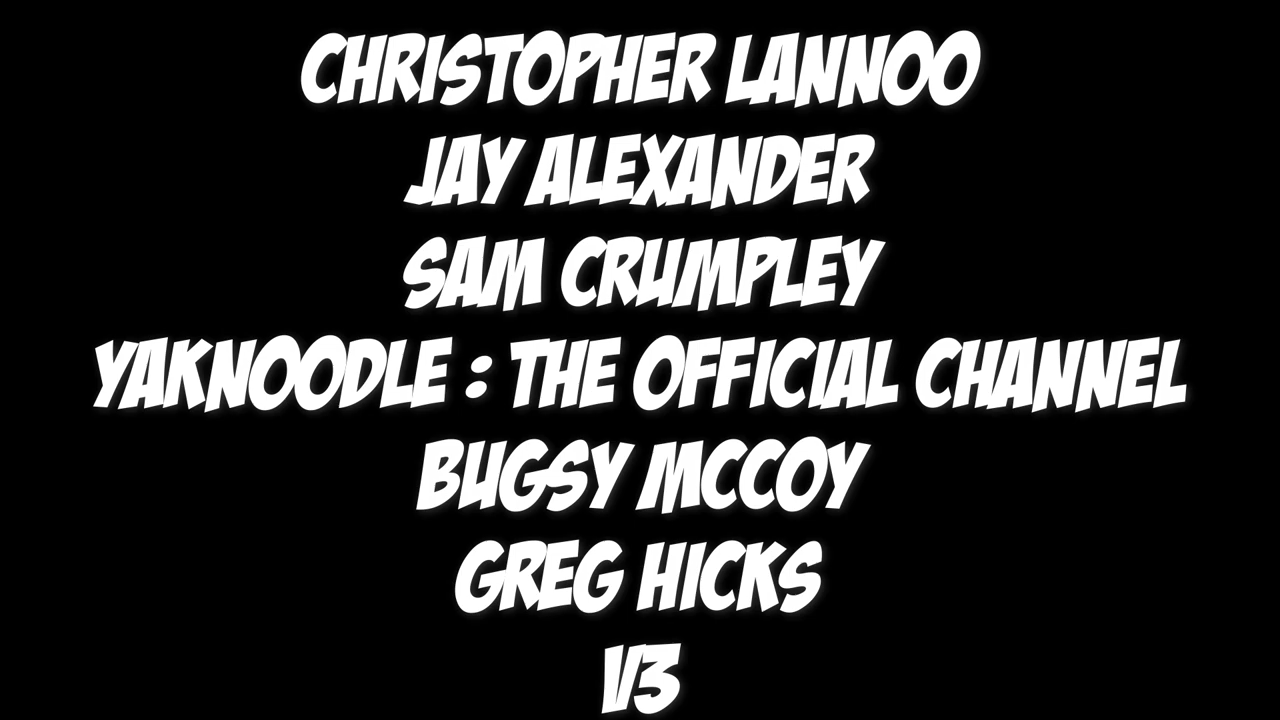 CHRISTOPHER LANNOO
JAY ALEXANDER
SAM CRUMPLEY
YAKNOODLE : THE OFFICIAL CHANNEL
BUGSY MCCOY
GREG HICKS
V3